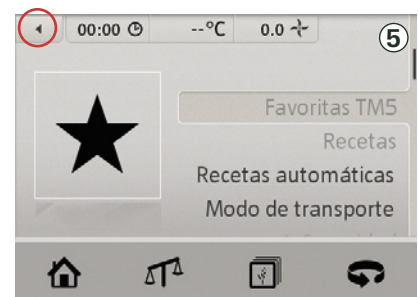 00:00 --°C 0.0
5
Favoritas TM5
Recetas
Recetas automáticas
Modo de transporte